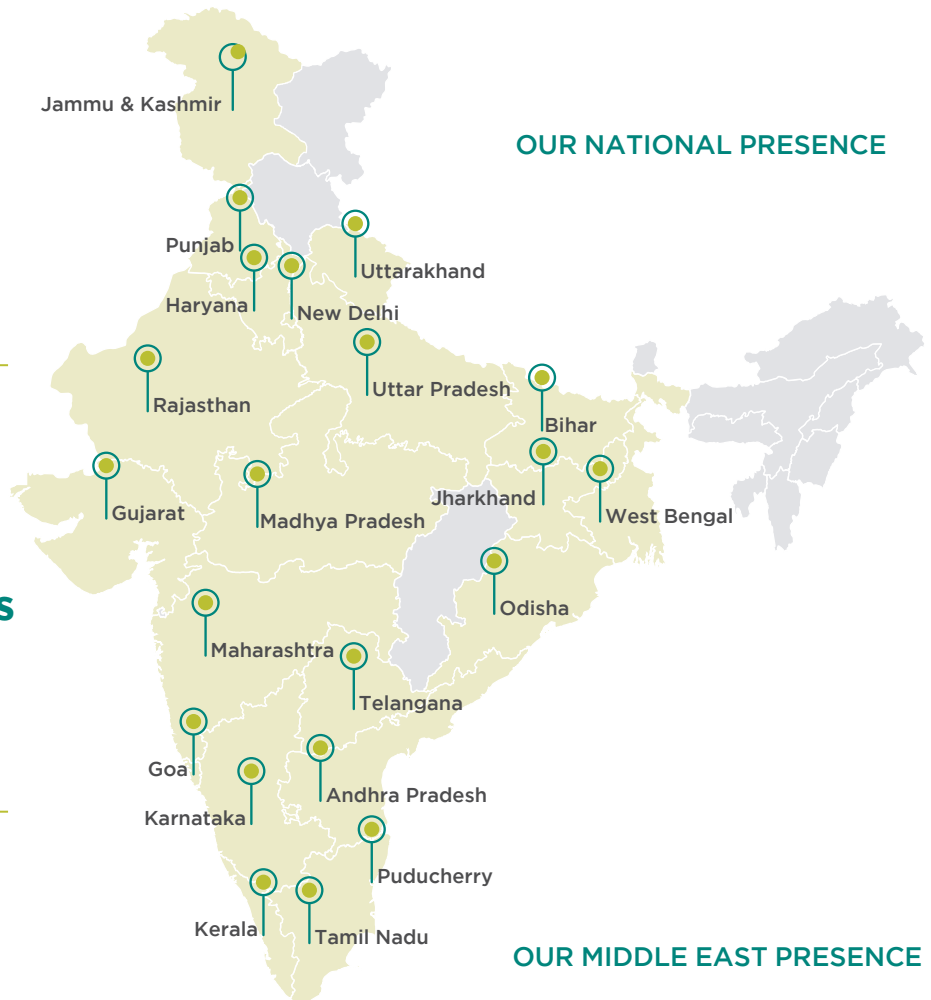 Jammu & Kashmir
OUR NATIONAL PRESENCE
Punjab
Uttarakhand
Haryana
New Delhi
Uttar Pradesh
Rajasthan
Bihar
Jharkhand
Gujarat
Madhya Pradesh
West Bengal
Odisha
S
Maharashtra
Telangana
Goa
Andhra Pradesh
Karnataka
Puducherry
Kerala
Tamil Nadu
OUR MIDDLE EAST PRESENCE